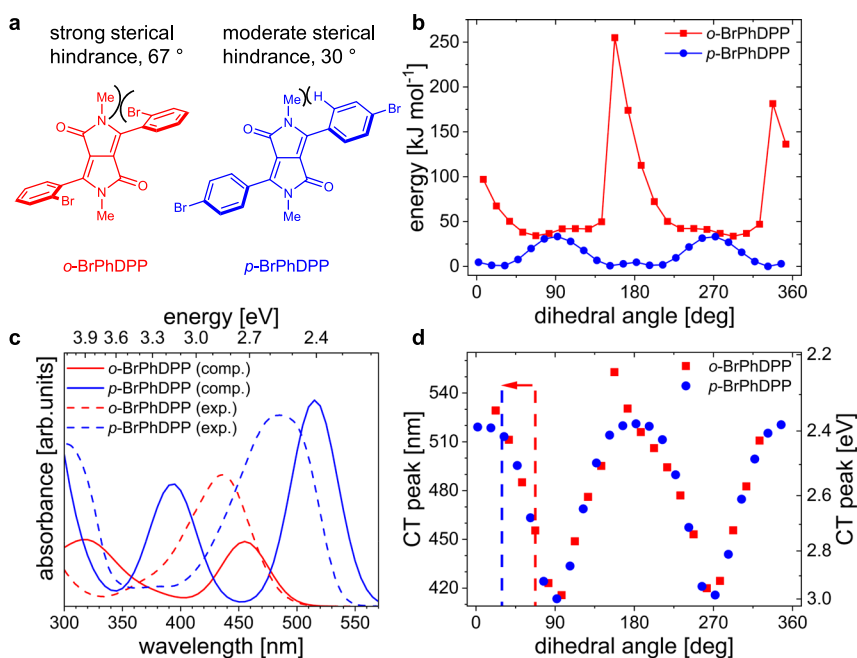 a
strong sterical
hindrance, 67 °
moderate sterical
hindrance, 30 °
Me
Br
N
O
O
N
Br
Me
o-BrPhDPP
Me
H
Br
N
O
O
N
Br
Me
p-BrPhDPP
b
o-BrPhDPP
p-BrPhDPP
250
200
150
100
50
0
energy [kJ mol⁻¹]
0 90 180 270 360
dihedral angle [deg]
energy [eV]
3.9 3.6 3.3 3.0 2.7 2.4
c
o-BrPhDPP (comp.)
p-BrPhDPP (comp.)
o-BrPhDPP (exp.)
p-BrPhDPP (exp.)
absorbance [arb.units]
300 350 400 450 500 550
wavelength [nm]
d
o-BrPhDPP
p-BrPhDPP
540
510
480
450
420
CT peak [nm]
2.2
2.4
2.6
2.8
3.0
CT peak [eV]
0 90 180 270 360
dihedral angle [deg]